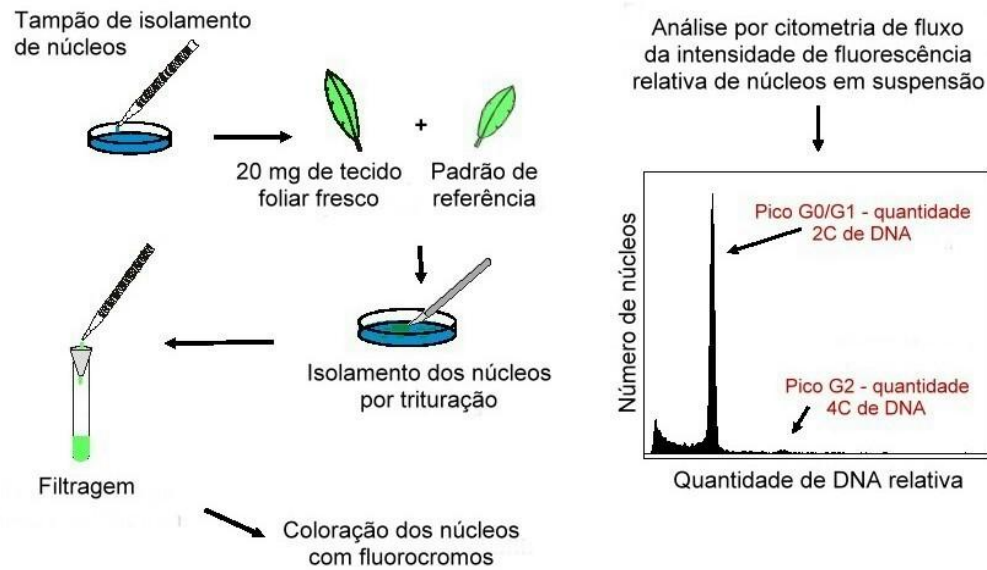 Tampão de isolamento
de núcleos
20 mg de tecido
foliar fresco
+
Padrão de
referência
Isolamento dos núcleos
por trituração
Filtragem
Coloração dos núcleos
com fluorocromos
Análise por citometria de fluxo
da intensidade de fluorescência
relativa de núcleos em suspensão
Pico G0/G1 - quantidade
2C de DNA
Pico G2 - quantidade
4C de DNA
Número de núcleos
Quantidade de DNA relativa